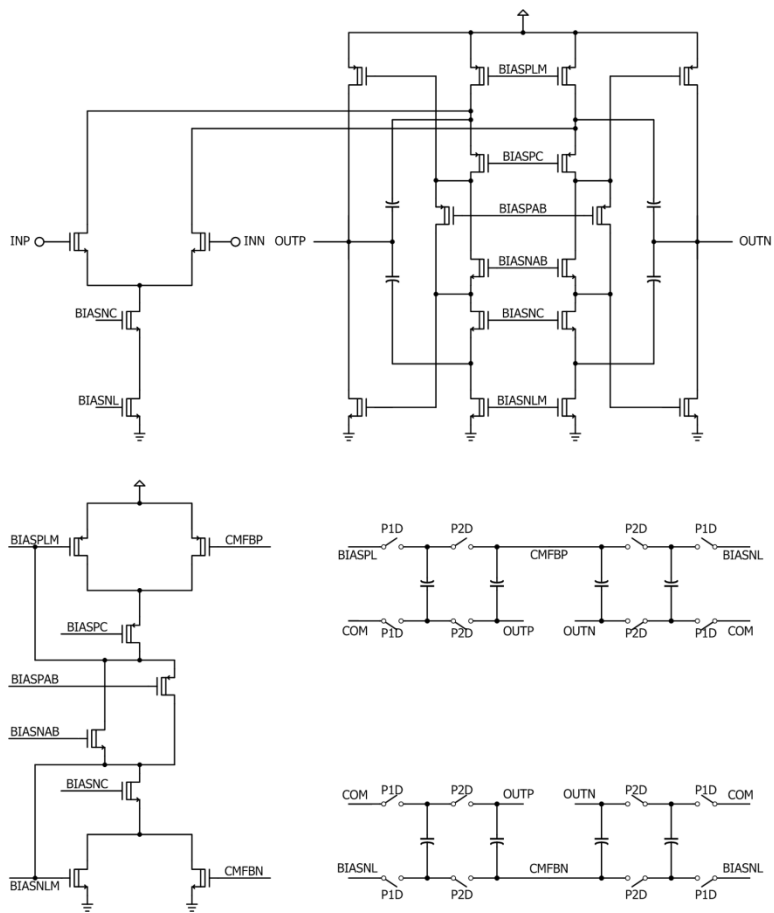 BIASPLM
BIASPC
INP
INN
OUTP
BIASPAB
OUTN
BIASNAB
BIASNC
BIASNC
BIASNL
BIASNLM
BIASPLM
CMFBP
P1D
P2D
P2D
P1D
BIASPL
CMFBP
BIASNL
BIASPC
COM
P1D
P2D
OUTP
OUTN
P2D
P1D
COM
BIASPAB
BIASNAB
BIASNC
COM
P1D
P2D
OUTP
OUTN
P2D
P1D
COM
BIASNLM
CMFBN
BIASNL
P1D
P2D
CMFBN
P2D
P1D
BIASNL